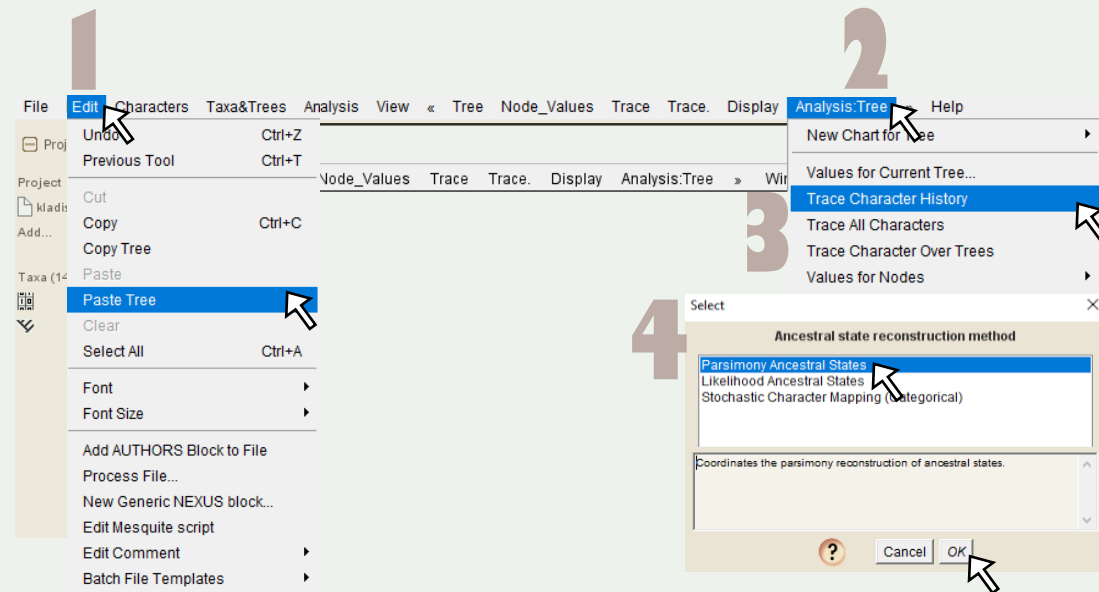 1
2
File Edit Characters Taxa&Trees Analysis View « Tree Node_Values Trace Trace. Display Analysis:Tree » Help
Undo Ctrl+Z
Previous Tool Ctrl+T
Cut
Copy Ctrl+C
Copy Tree
Paste
Paste Tree
Clear
Select All Ctrl+A
Font
Font Size
Add AUTHORS Block to File
Process File...
New Generic NEXUS block...
Edit Mesquite script
Edit Comment
Batch File Templates
Proj
Project
kladis
Add...
Taxa (14
Node_Values Trace Trace. Display Analysis:Tree » Wi
New Chart for Tree
Values for Current Tree...
Trace Character History
Trace All Characters
Trace Character Over Trees
Values for Nodes
3
4
Select
Ancestral state reconstruction method
Parsimony Ancestral States
Likelihood Ancestral States
Stochastic Character Mapping (Categorical)
Coordinates the parsimony reconstruction of ancestral states.
? Cancel OK